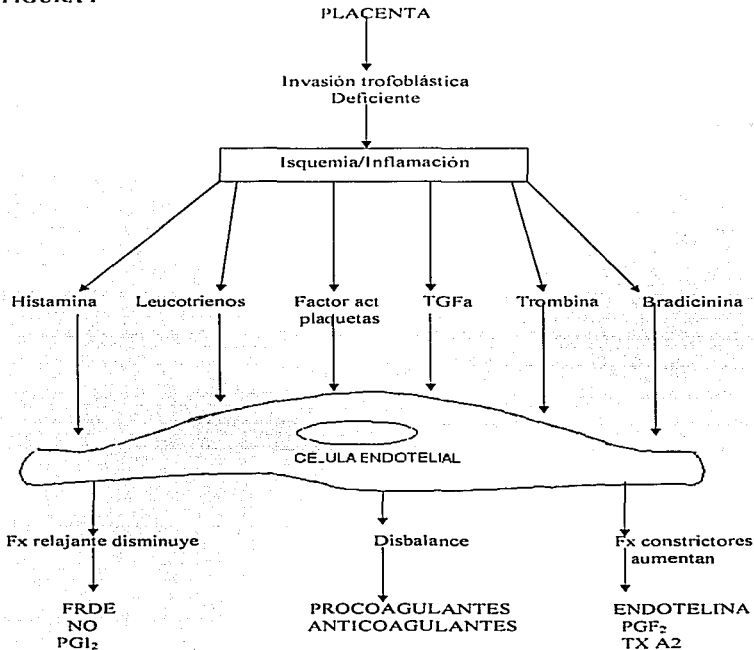 PLACENTA
Invasión trofoblástica
Deficiente
Isquemia/Inflamación
Histamina Leucotrienos Factor act TGFa Trombina Bradicinina
plaquetas
CELULA ENDOTELIAL
Fx relajante disminuye Disbalance Fx constrictores
aumentan
FRDE PROCOAGULANTES ENDOTELINA
NO ANTICOAGULANTES PGF₂
PGI₂ TX A2